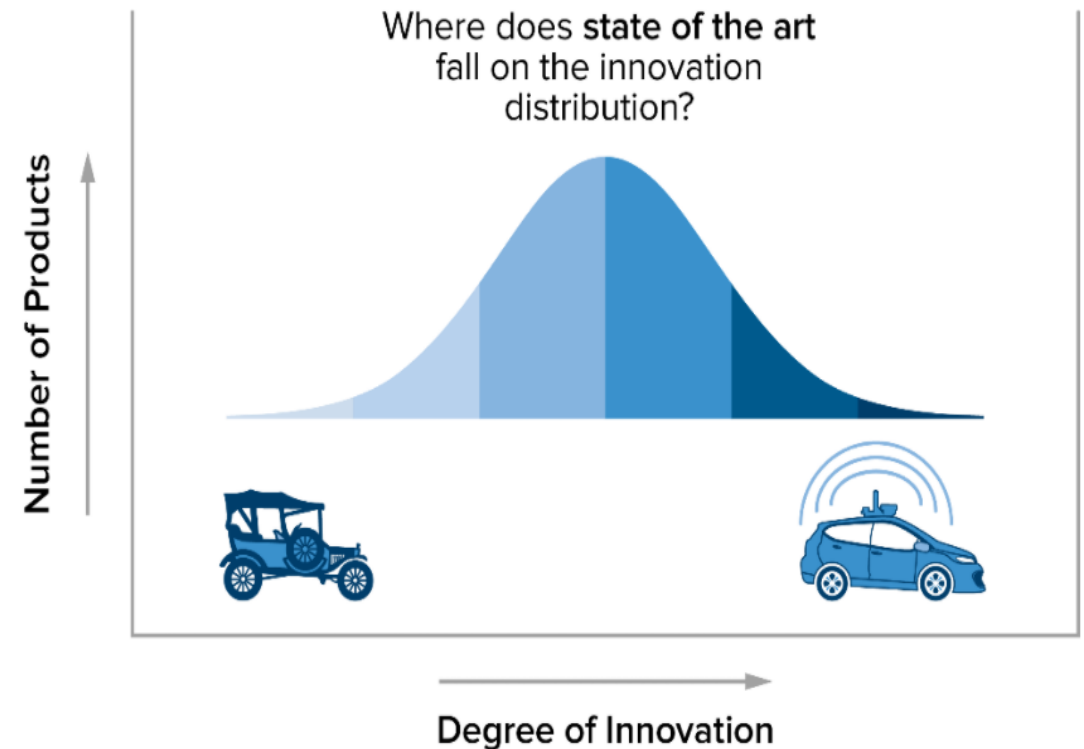 Where does state of the art
fall on the innovation
distribution?
Number of Products
Degree of Innovation